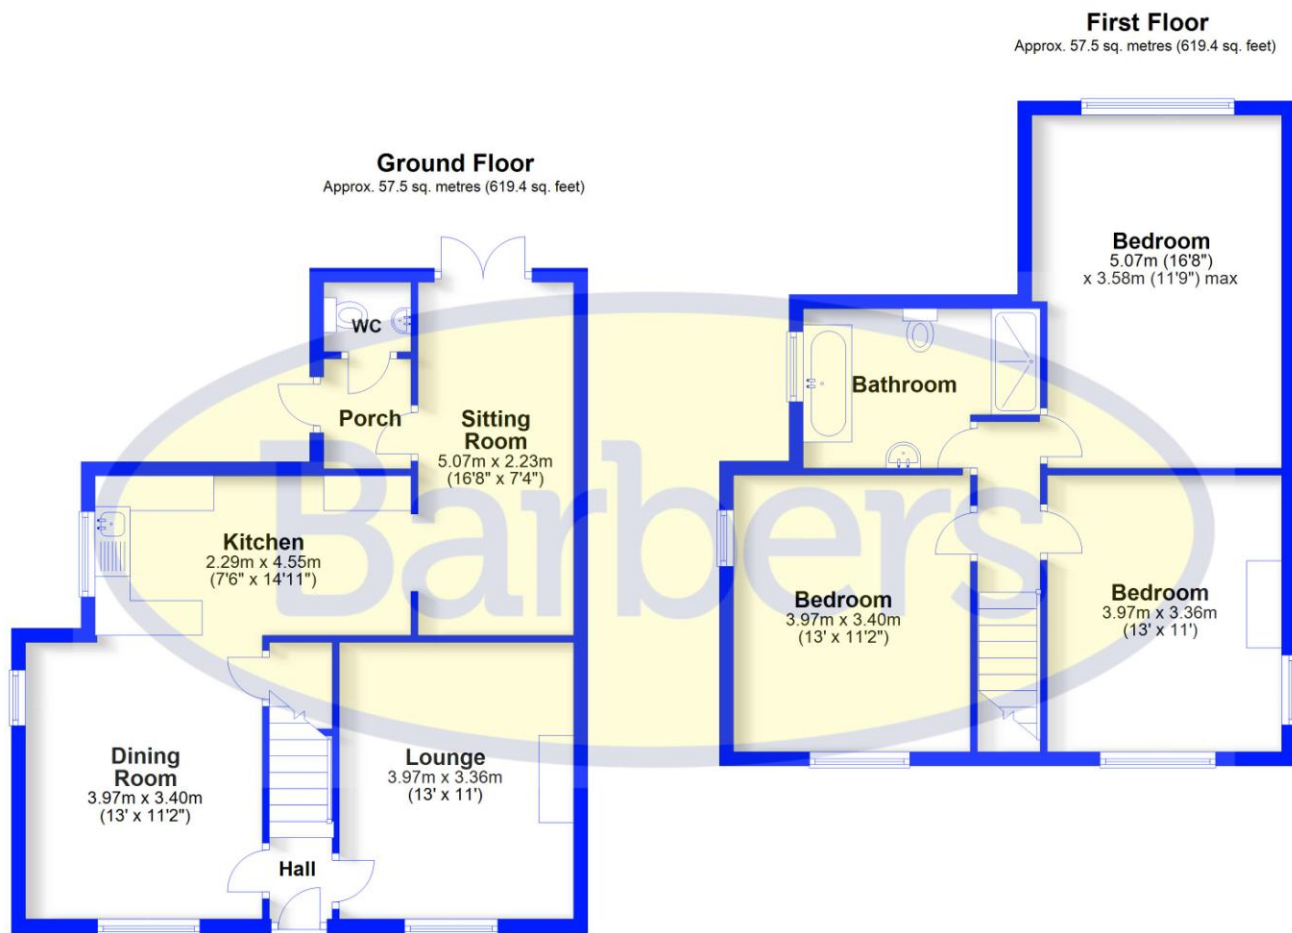 First Floor
Approx. 57.5 sq. metres (619.4 sq. feet)
Ground Floor
Approx. 57.5 sq. metres (619.4 sq. feet)
Bedroom
5.07m (16'8")
x 3.58m (11'9") max
WC
Bathroom
Porch
Sitting
Room
5.07m x 2.23m
(16'8" x 7'4")
Barbers
Kitchen
2.29m x 4.55m
(7'6" x 14'11")
Bedroom
3.97m x 3.40m
(13' x 11'2")
Bedroom
3.97m x 3.36m
(13' x 11')
Dining
Room
3.97m x 3.40m
(13' x 11'2")
Lounge
3.97m x 3.36m
(13' x 11')
Hall